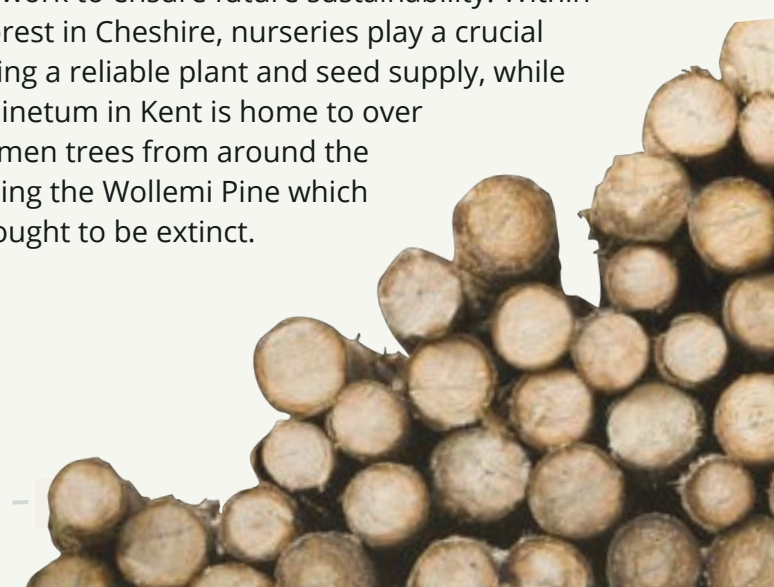 work to ensure future sustainability. Within
rest in Cheshire, nurseries play a crucial
ing a reliable plant and seed supply, while
inetum in Kent is home to over
men trees from around the
ing the Wollemi Pine which
ought to be extinct.